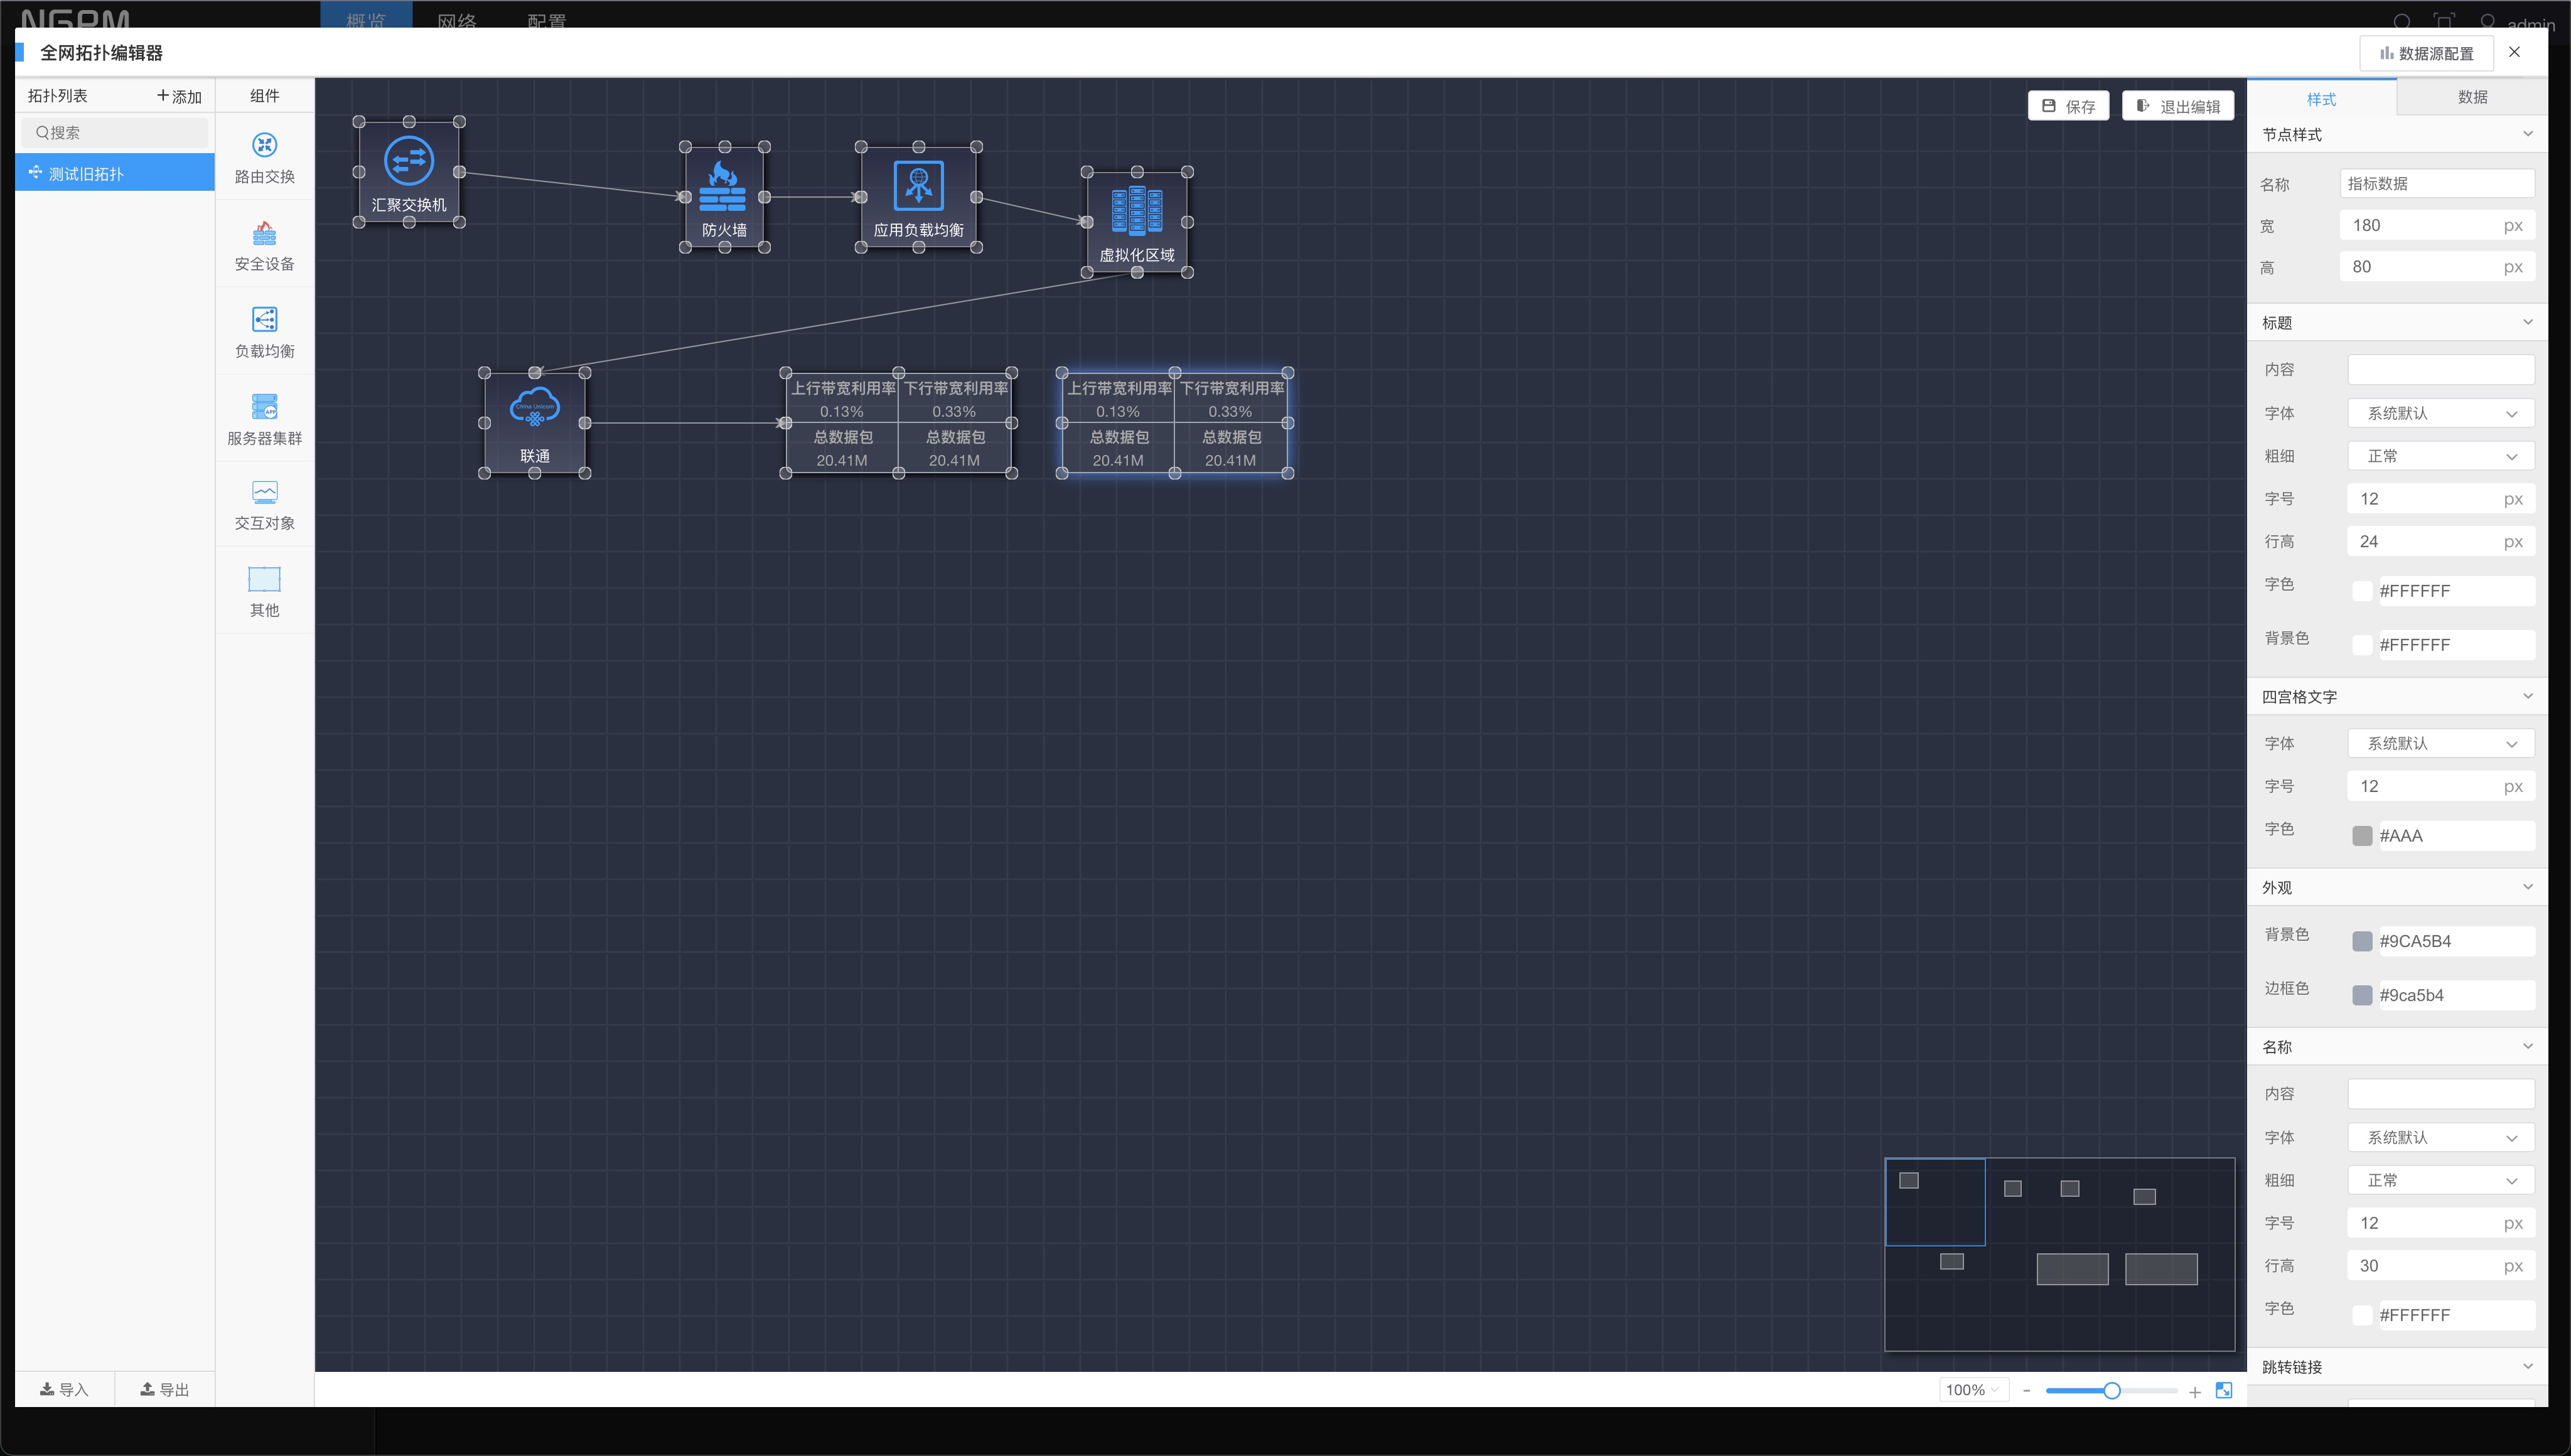 NGPM
概览 网络 配置
admin
全网拓扑编辑器
数据源配置
拓扑列表
添加
搜索
测试旧拓扑
导入
导出
组件
路由交换
安全设备
负载均衡
服务器集群
APP
交互对象
其他
保存
退出编辑
汇聚交换机
防火墙
应用负载均衡
虚拟化区域
China Unicom
联通
上行带宽利用率 下行带宽利用率
0.13% 0.33%
总数据包 总数据包
20.41M 20.41M
上行带宽利用率 下行带宽利用率
0.13% 0.33%
总数据包 总数据包
20.41M 20.41M
100%
样式 数据
节点样式
名称 指标数据
宽 180 px
高 80 px
标题
内容
字体 系统默认
粗细 正常
字号 12 px
行高 24 px
字色 #FFFFFF
背景色 #FFFFFF
四宫格文字
字体 系统默认
字号 12 px
字色 #AAA
外观
背景色 #9CA5B4
边框色 #9ca5b4
名称
内容
字体 系统默认
粗细 正常
字号 12 px
行高 30 px
字色 #FFFFFF
跳转链接